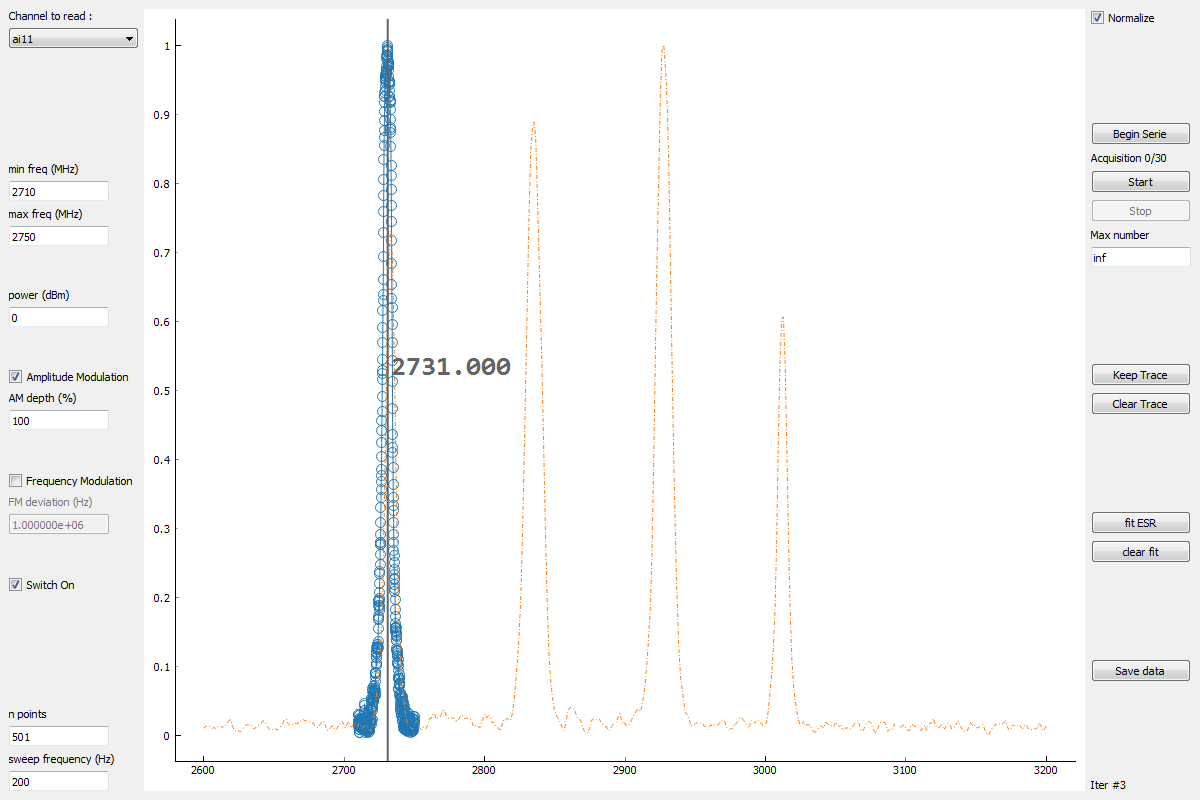 Channel to read :
ai11
min freq (MHz)
2710
max freq (MHz)
2750
power (dBm)
0
Amplitude Modulation
AM depth (%)
100
Frequency Modulation
FM deviation (Hz)
1.000000e+06
Switch On
n points
501
sweep frequency (Hz)
200
1
0.9
0.8
0.7
0.6
0.5
0.4
0.3
0.2
0.1
0
2731.000
2600 2700 2800 2900 3000 3100 3200
Normalize
Begin Serie
Acquisition 0/30
Start
Stop
Max number
inf
Keep Trace
Clear Trace
fit ESR
clear fit
Save data
Iter #3